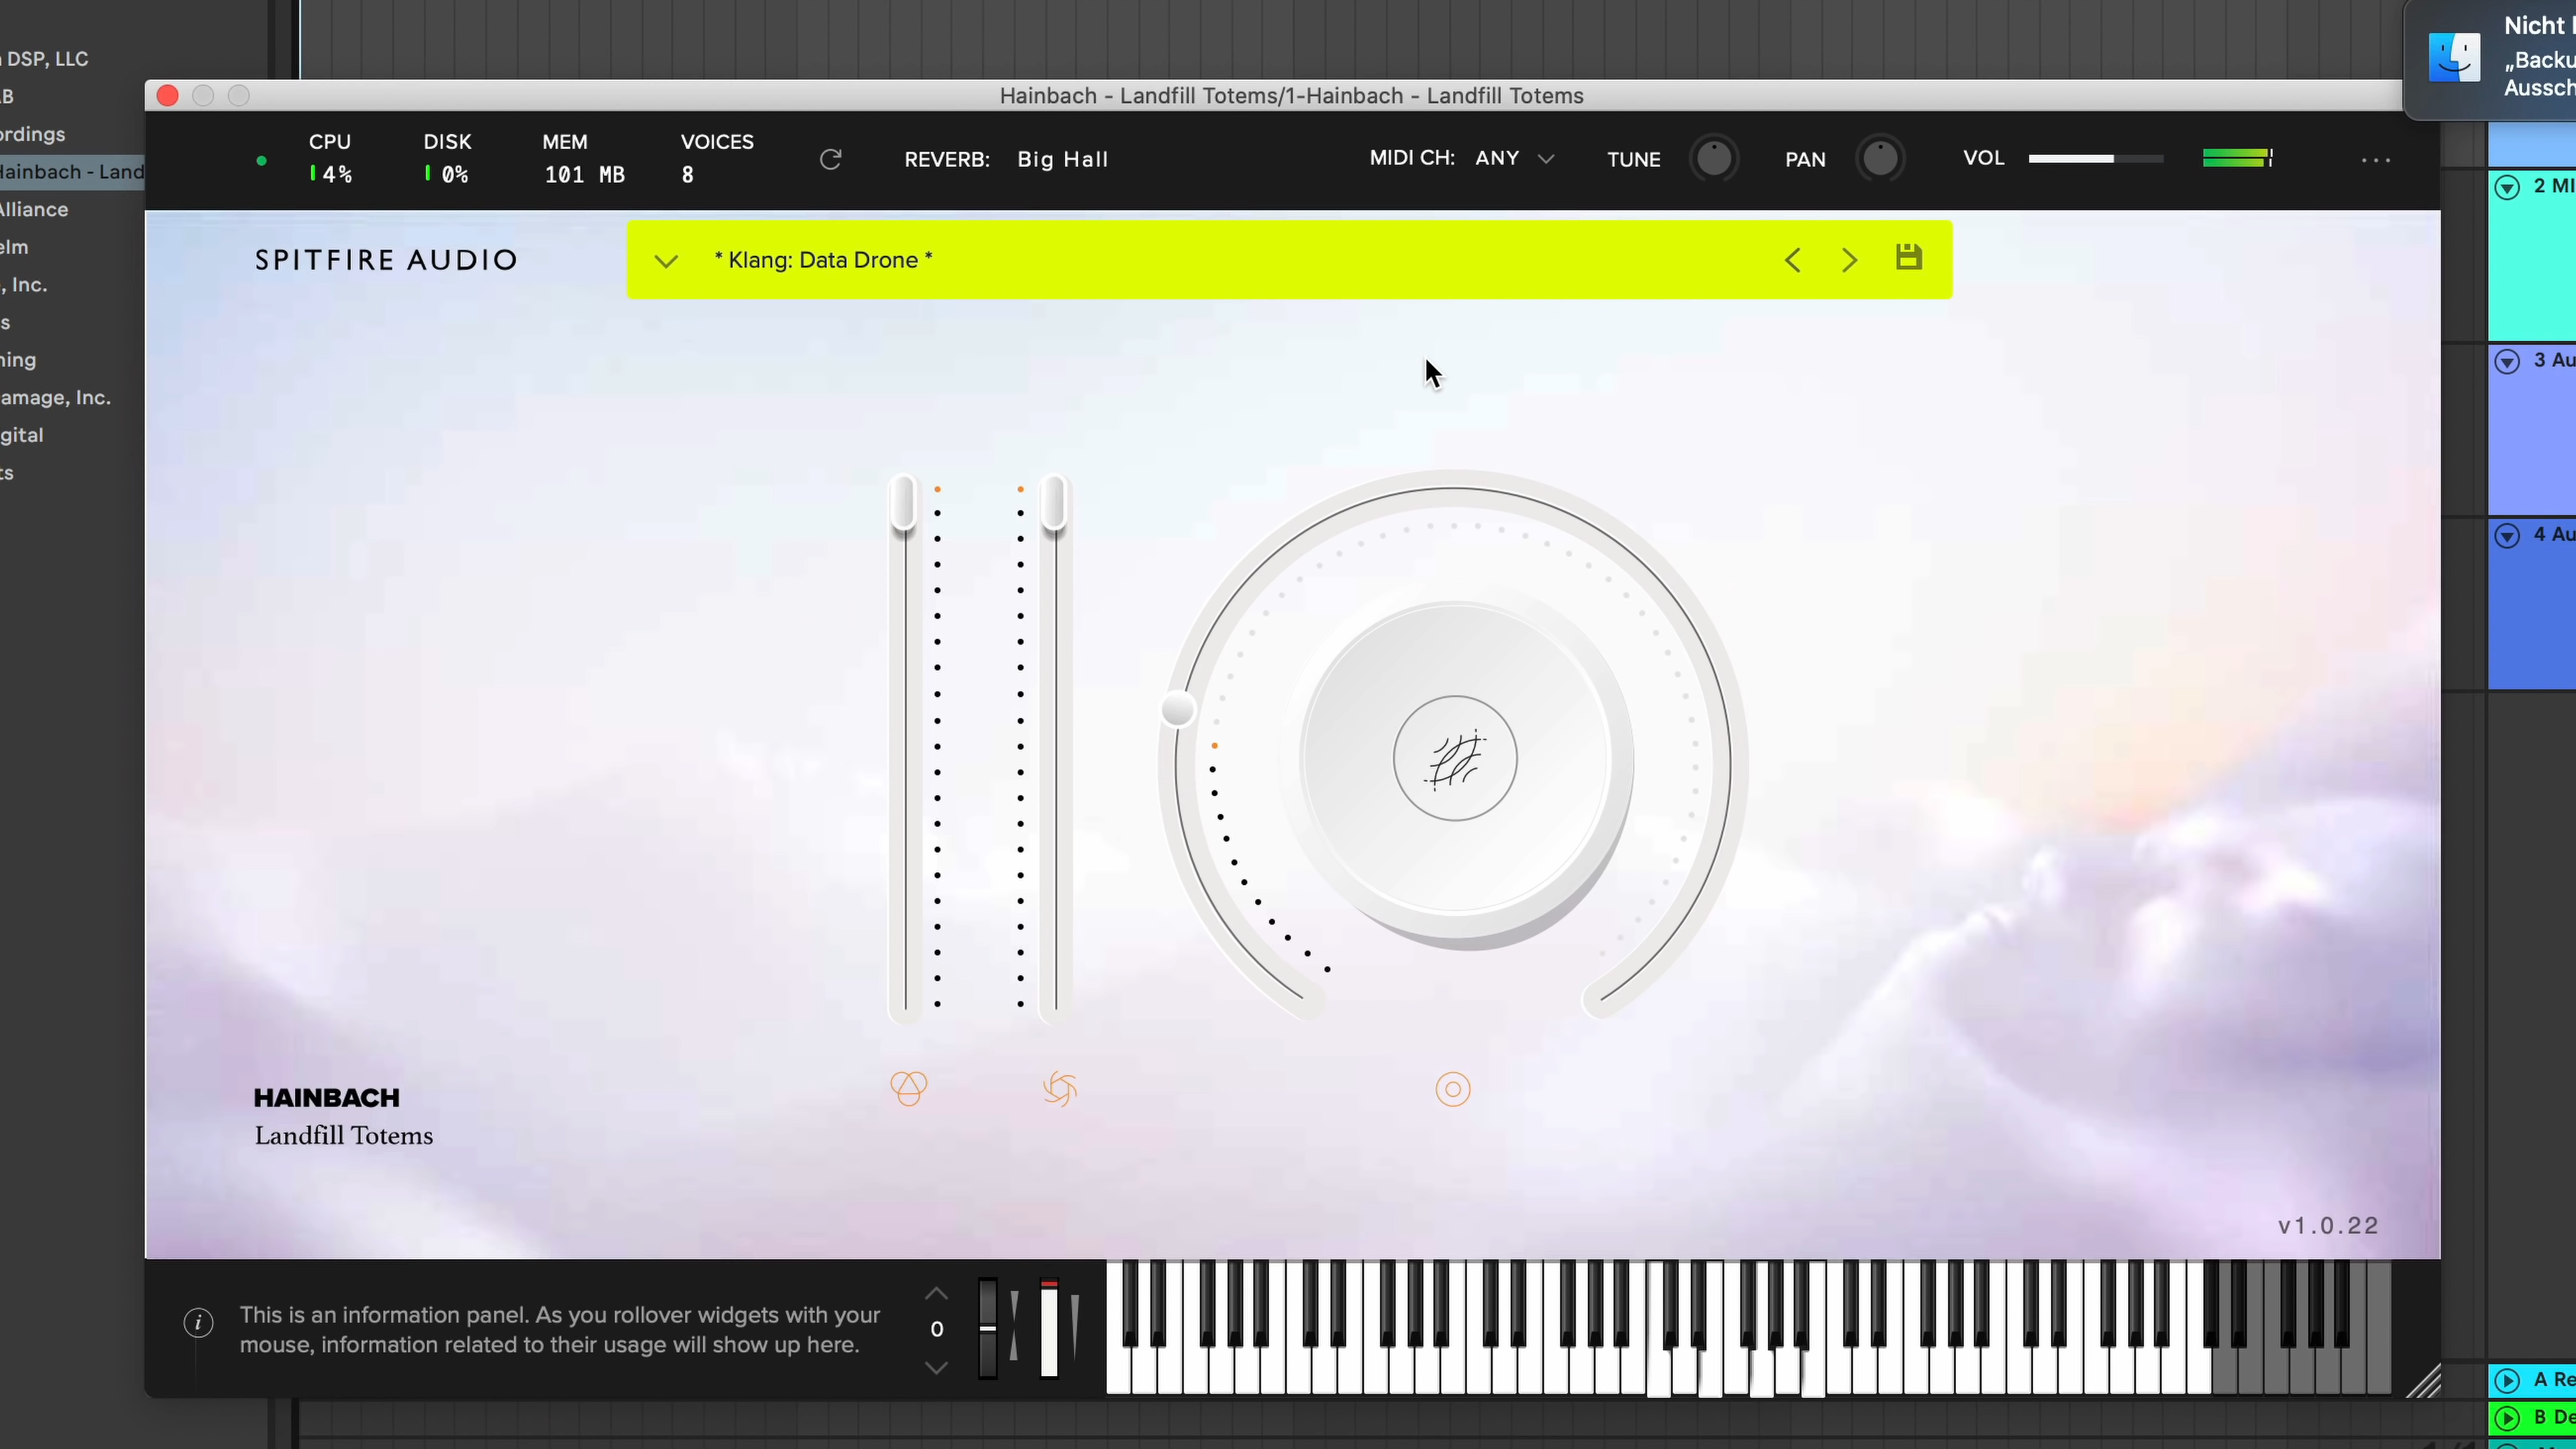 DSP, LLC
Nicht
„Backu
Aussch
Hainbach - Landfill Totems/1-Hainbach - Landfill Totems
CPU
4%
DISK
0%
MEM
101 MB
VOICES
8
REVERB: Big Hall
MIDI CH: ANY
TUNE
PAN
VOL
...
ordings
Hainbach - Land
Alliance
elm
, Inc.
s
ning
amage, Inc.
gital
ts
SPITFIRE AUDIO
* Klang: Data Drone *
2 MI
3 Au
4 Au
HAINBACH
Landfill Totems
v1.0.22
i
This is an information panel. As you rollover widgets with your
mouse, information related to their usage will show up here.
0
A Re
B De